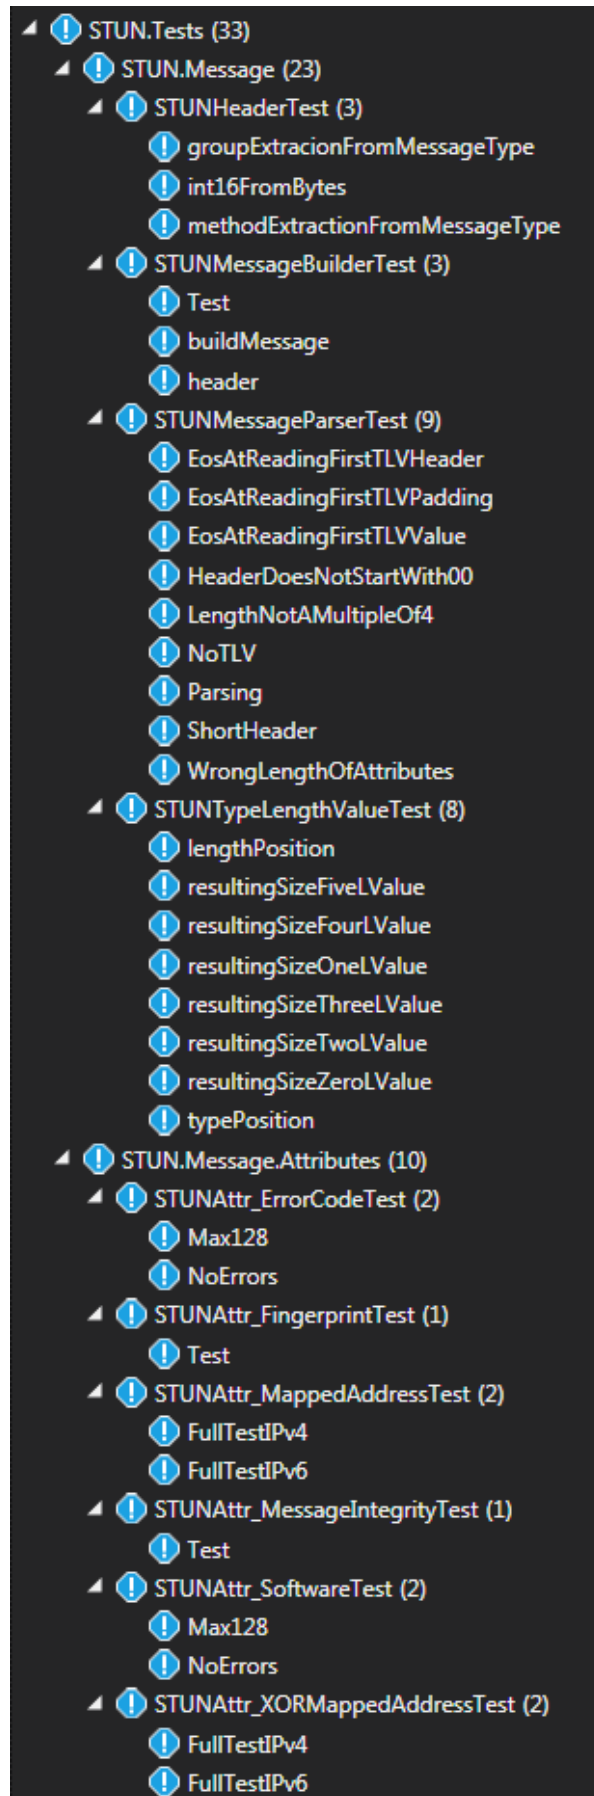 STUN.Tests (33)
STUN.Message (23)
STUNHeaderTest (3)
groupExtracionFromMessageType
int16FromBytes
methodExtractionFromMessageType
STUNMessageBuilderTest (3)
Test
buildMessage
header
STUNMessageParserTest (9)
EosAtReadingFirstTLVHeader
EosAtReadingFirstTLVPadding
EosAtReadingFirstTLVValue
HeaderDoesNotStartWith00
LengthNotAMultipleOf4
NoTLV
Parsing
ShortHeader
WrongLengthOfAttributes
STUNTypeLengthValueTest (8)
lengthPosition
resultingSizeFiveLValue
resultingSizeFourLValue
resultingSizeOneLValue
resultingSizeThreeLValue
resultingSizeTwoLValue
resultingSizeZeroLValue
typePosition
STUN.Message.Attributes (10)
STUNAttr_ErrorCodeTest (2)
Max128
NoErrors
STUNAttr_FingerprintTest (1)
Test
STUNAttr_MappedAddressTest (2)
FullTestIPv4
FullTestIPv6
STUNAttr_MessageIntegrityTest (1)
Test
STUNAttr_SoftwareTest (2)
Max128
NoErrors
STUNAttr_XORMappedAddressTest (2)
FullTestIPv4
FullTestIPv6